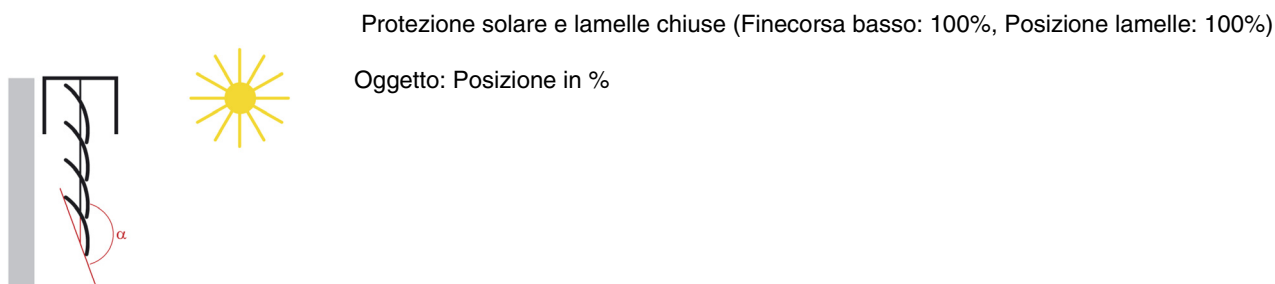 Protezione solare e lamelle chiuse (Finecorsa basso: 100%, Posizione lamelle: 100%)
Oggetto: Posizione in %
α